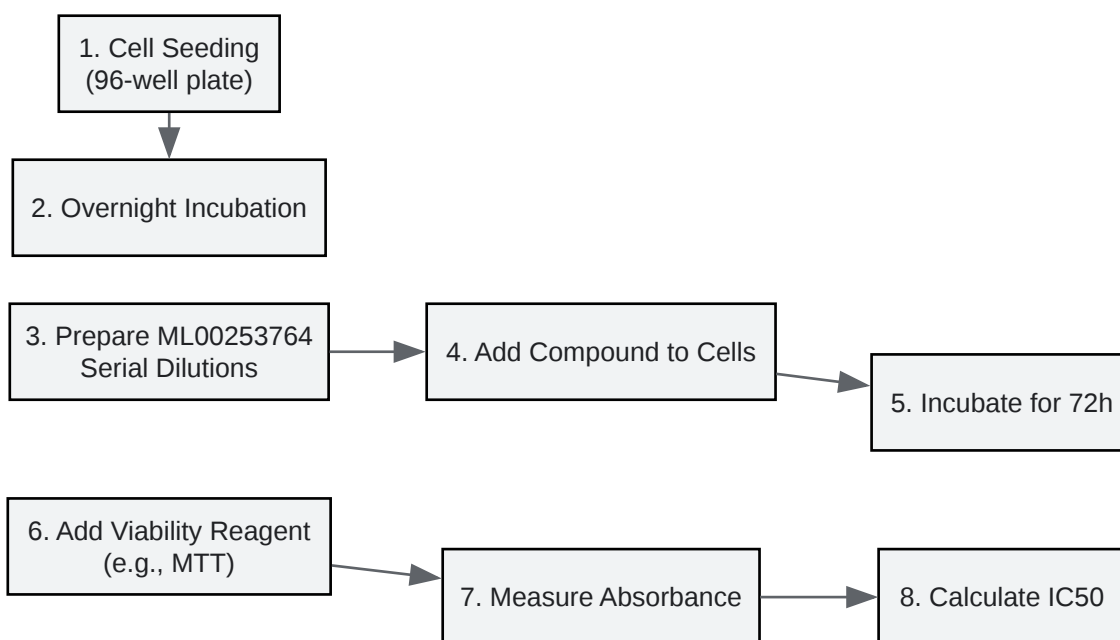 1. Cell Seeding
(96-well plate)
2. Overnight Incubation
3. Prepare ML00253764
Serial Dilutions
4. Add Compound to Cells
5. Incubate for 72h
6. Add Viability Reagent
(e.g., MTT)
7. Measure Absorbance
8. Calculate IC50